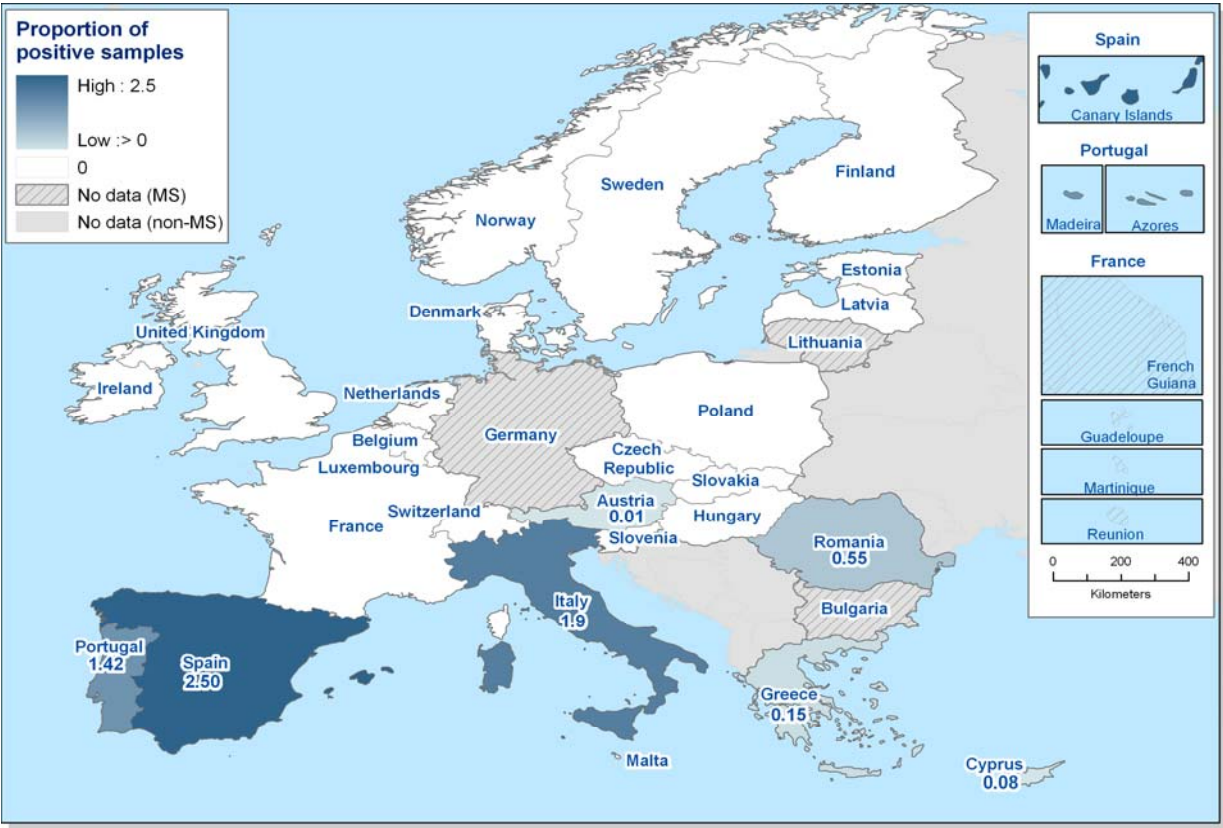 Proportion of
positive samples
High : 2.5
Low :> 0
0
No data (MS)
No data (non-MS)
Norway
Sweden
Finland
Estonia
Latvia
Lithuania
Denmark
United Kingdom
Ireland
Netherlands
Belgium
Luxembourg
Germany
Poland
Czech
Republic
Slovakia
Austria
0.01
Hungary
Switzerland
Slovenia
France
Romania
0.55
Bulgaria
Italy
1.9
Portugal
1.42
Spain
2.50
Greece
0.15
Malta
Cyprus
0.08
Spain
Canary Islands
Portugal
Madeira
Azores
France
French
Guiana
Guadeloupe
Martinique
Reunion
0 200 400
Kilometers